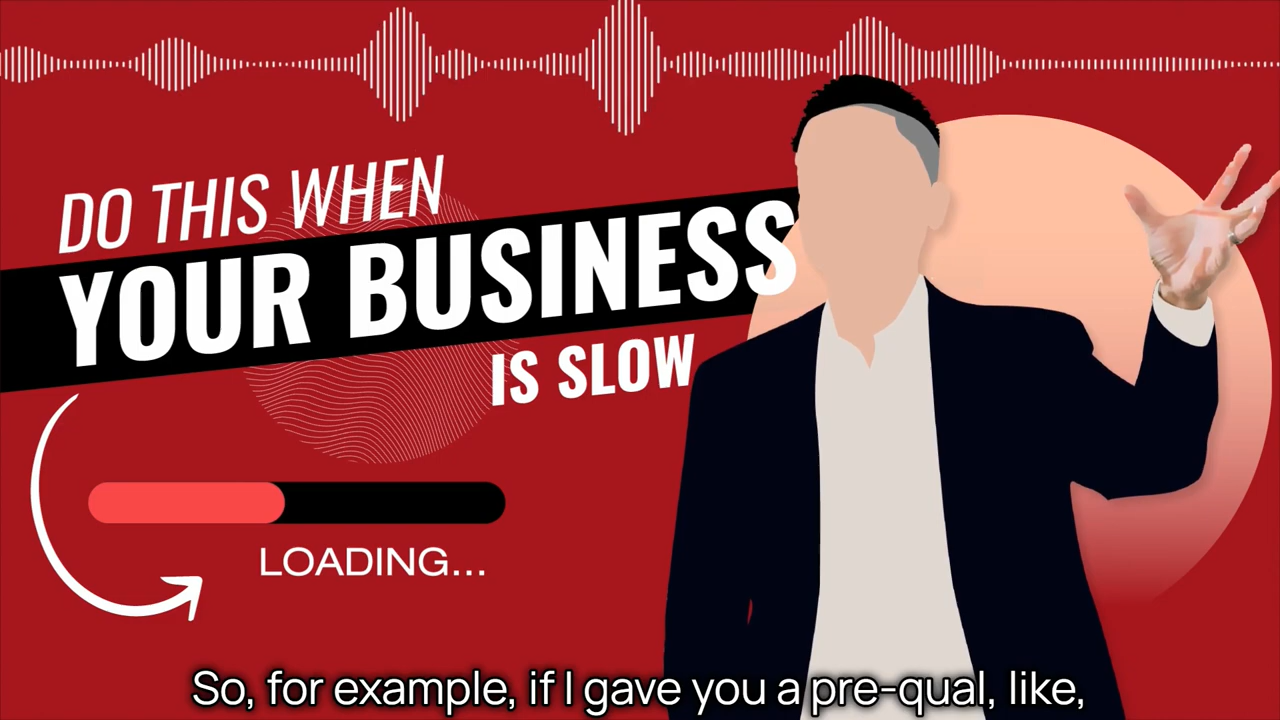 DO THIS WHEN
YOUR BUSINESS
IS SLOW
LOADING...
So, for example, if I gave you a pre-qual, like,